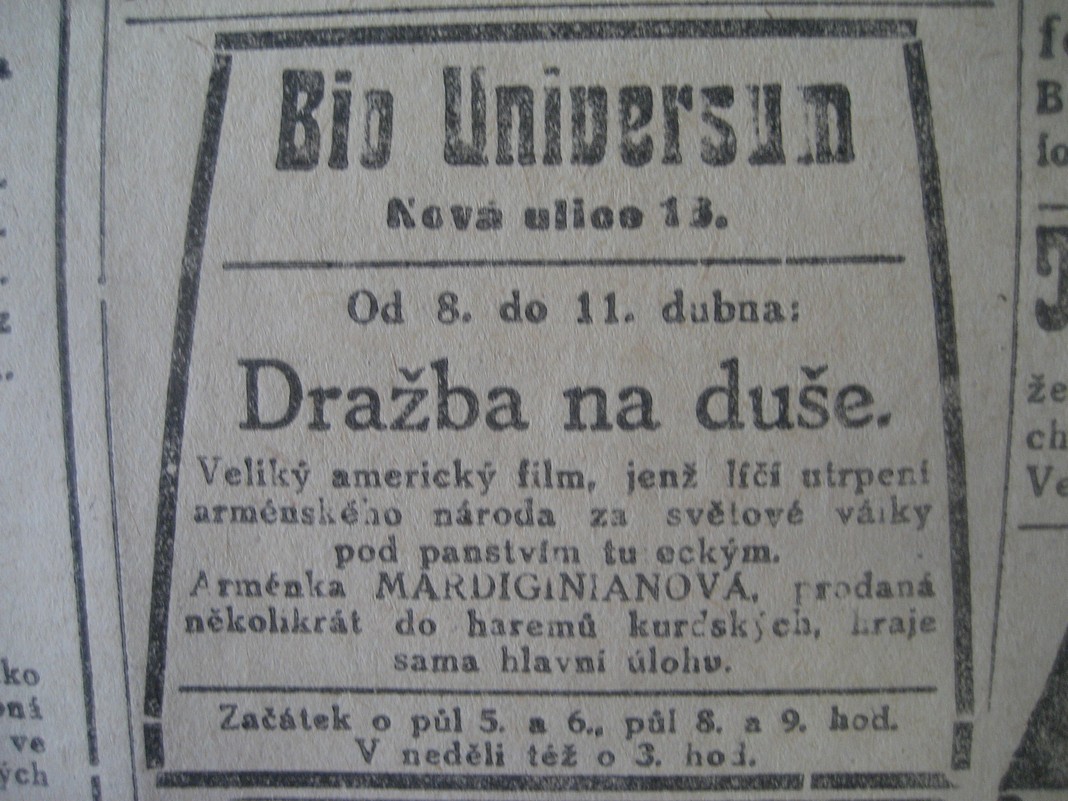 Bio Universum
Nová ulice 13.
Od 8. do 11. dubna:
Dražba na duše.
Veliký americký film, jenž líčí utrpení
arménského národa za světové války
pod panstvím tureckým.
Arménka MARDIGINIANOVÁ, prodaná
několikrát do haremů kurdských, hraje
sama hlavní úlohu.
Začátek o půl 5. a 6., půl 8. a 9. hod.
V neděli též o 3. hod.